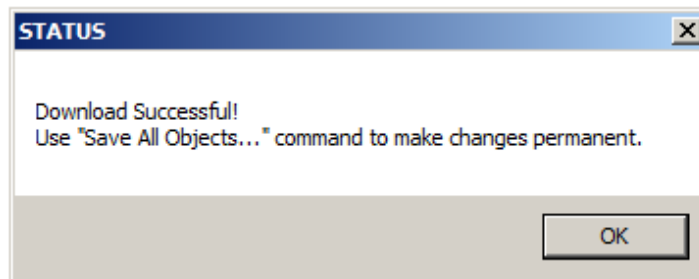 STATUS
Download Successful!
Use "Save All Objects..." command to make changes permanent.
OK